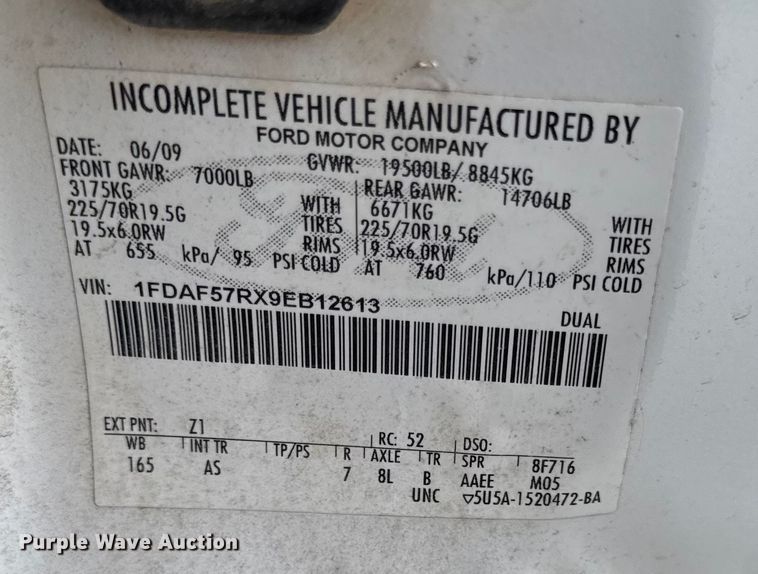 INCOMPLETE VEHICLE MANUFACTURED BY
FORD MOTOR COMPANY
DATE: 06/09 GVWR: 19500LB/ 8845KG
FRONT GAWR: 7000LB REAR GAWR: 14706LB
3175KG WITH 6671KG WITH
225/70R19.5G TIRES 225/70R19.5G TIRES
19.5x6.0RW RIMS 19.5x6.0RW RIMS
AT 655 kPa/ 95 PSI COLD AT 760 kPa/110 PSI COLD
VIN: 1FDAF57RX9EB12613
DUAL
EXT PNT: Z1 RC: 52 DSO:
WB INT TR TP/PS R AXLE TR SPR 8F716
165 AS 7 8L B AAEE M05
UNC ▽5U5A-1520472-BA
Purple Wave Auction